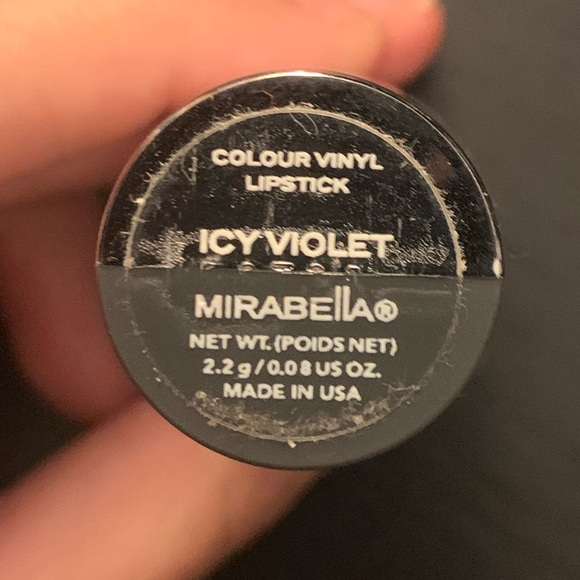 COLOUR VINYL
LIPSTICK
ICY VIOLET
MIRABEllA®
NET WT. (POIDS NET)
2.2 g / 0.08 US OZ.
MADE IN USA